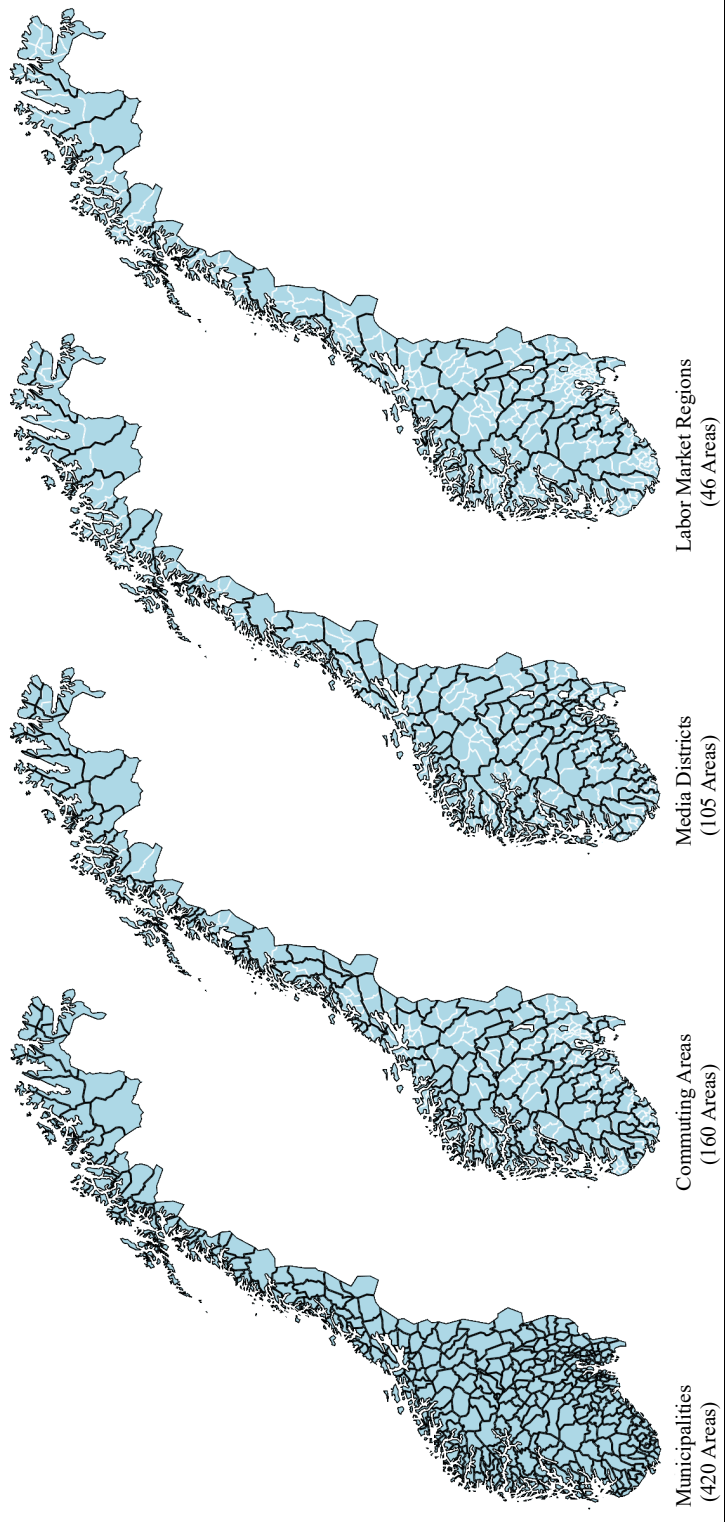 Municipalities
(420 Areas)
Commuting Areas
(160 Areas)
Media Districts
(105 Areas)
Labor Market Regions
(46 Areas)